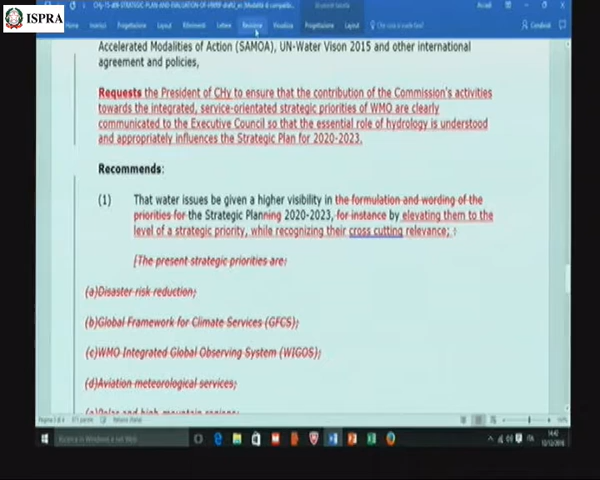 ISPRA
Accelerated Modalities of Action (SAMOA), UN-Water Vison 2015 and other international
agreement and policies,
Requests the President of CHy to ensure that the contribution of the Commission's activities
towards the integrated, service-orientated strategic priorities of WMO are clearly
communicated to the Executive Council so that the essential role of hydrology is understood
and appropriately influences the Strategic Plan for 2020-2023.
Recommends:
(1) That water issues be given a higher visibility in the formulation and wording of the
priorities for the Strategic Planning 2020-2023, for instance by elevating them to the
level of a strategic priority, while recognizing their cross cutting relevance;
[The present strategic priorities are:
(a)Disaster risk reduction;
(b)Global Framework for Climate Services (GFCS);
(c)WMO Integrated Global Observing System (WIGOS);
(d)Aviation meteorological services;
(e)Polar and high mountain regions;